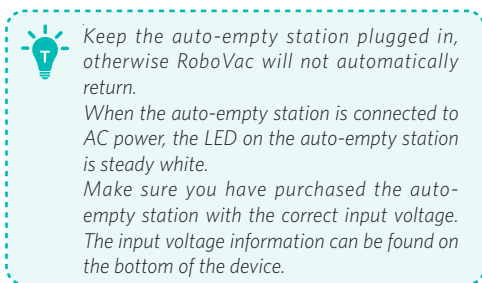 Keep the auto-empty station plugged in,
otherwise RoboVac will not automatically
return.
When the auto-empty station is connected to
AC power, the LED on the auto-empty station
is steady white.
Make sure you have purchased the auto-
empty station with the correct input voltage.
The input voltage information can be found on
the bottom of the device.